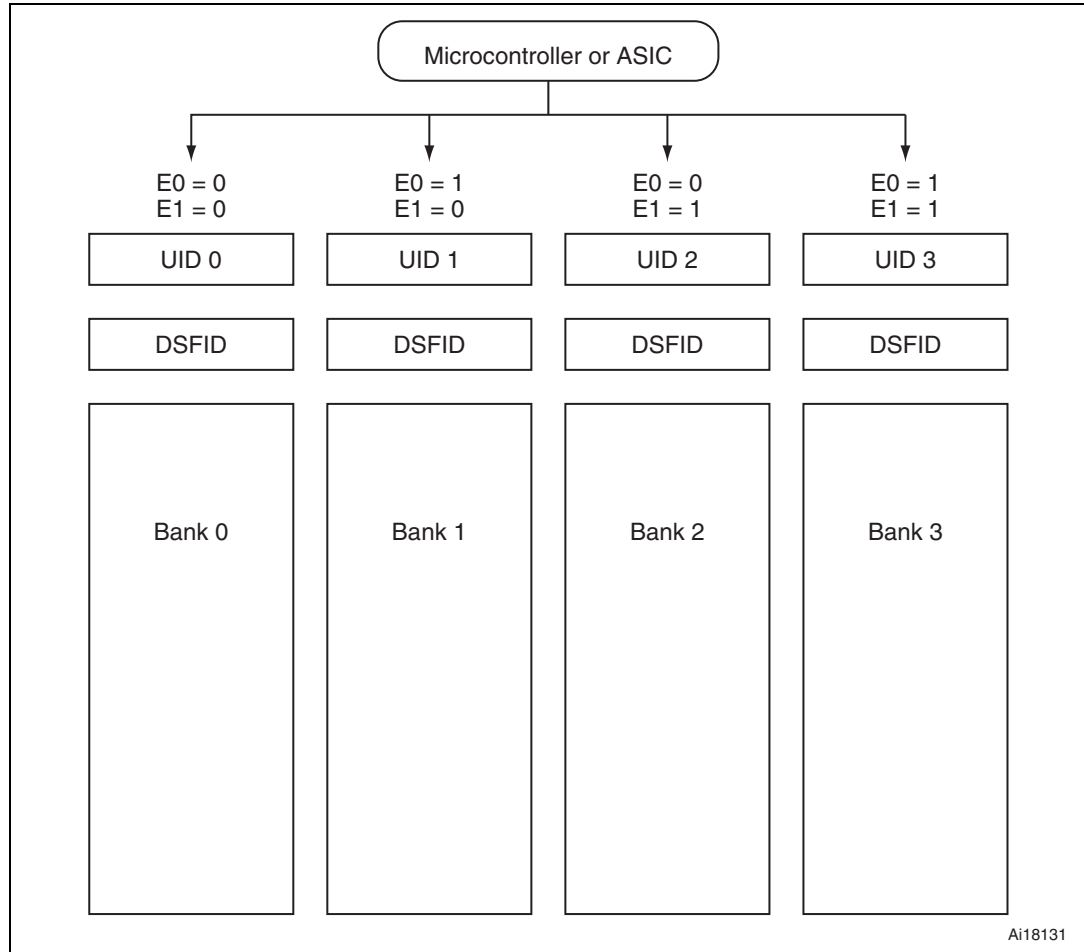 Microcontroller or ASIC
E0 = 0
E1 = 0
E0 = 1
E1 = 0
E0 = 0
E1 = 1
E0 = 1
E1 = 1
UID 0
UID 1
UID 2
UID 3
DSFID
DSFID
DSFID
DSFID
Bank 0
Bank 1
Bank 2
Bank 3
Ai18131